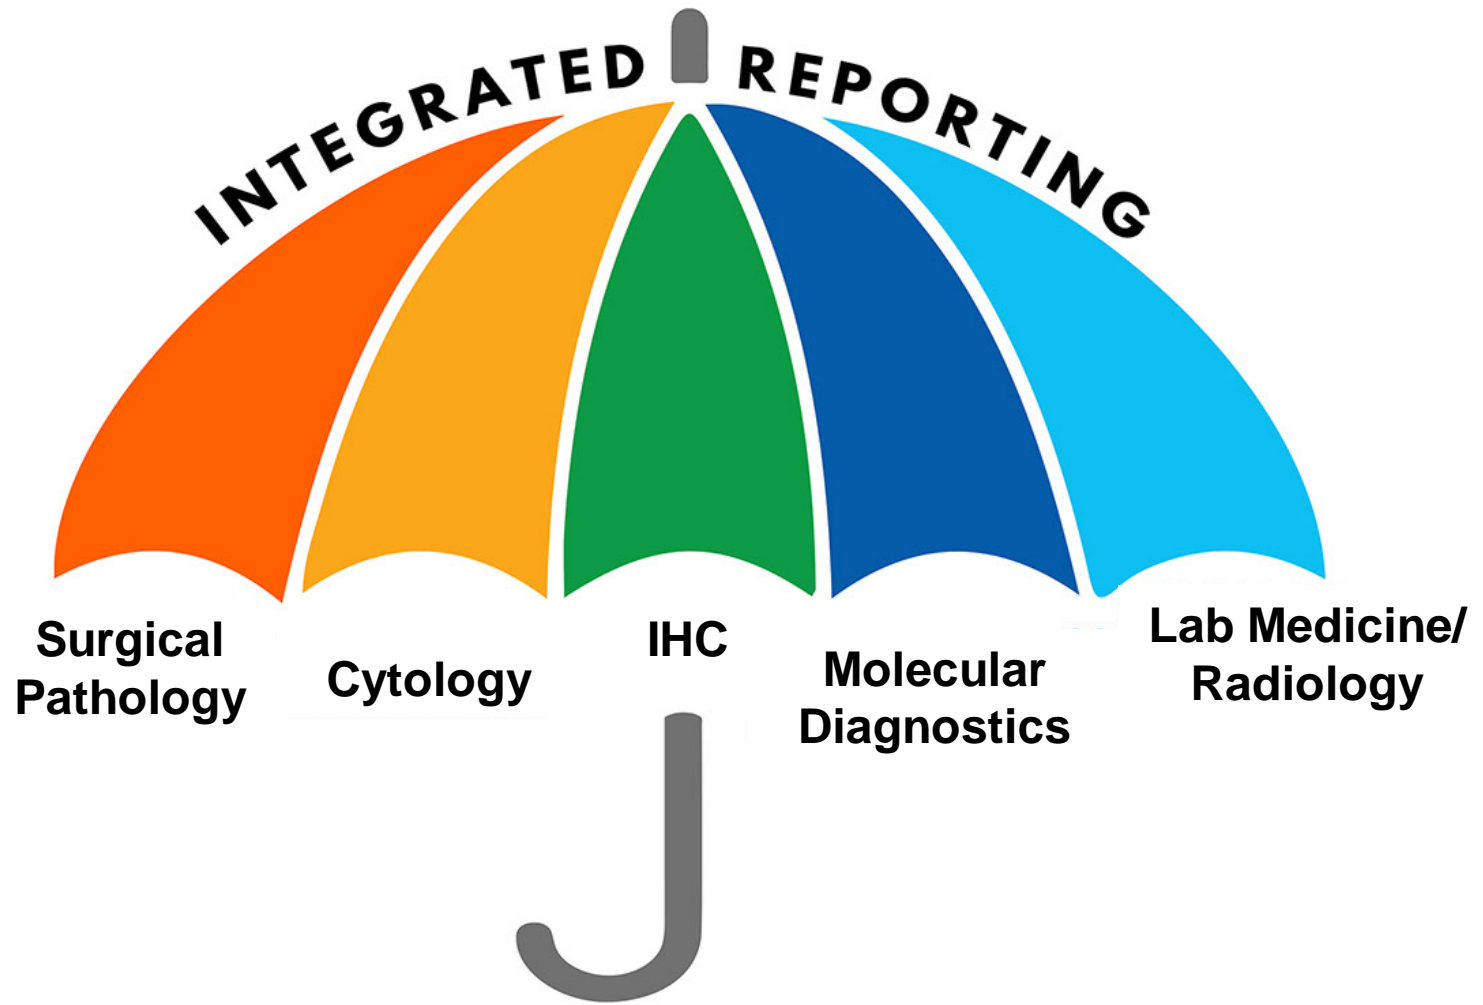 INTEGRATED REPORTING
Surgical
Pathology
Cytology
IHC
Molecular
Diagnostics
Lab Medicine/
Radiology